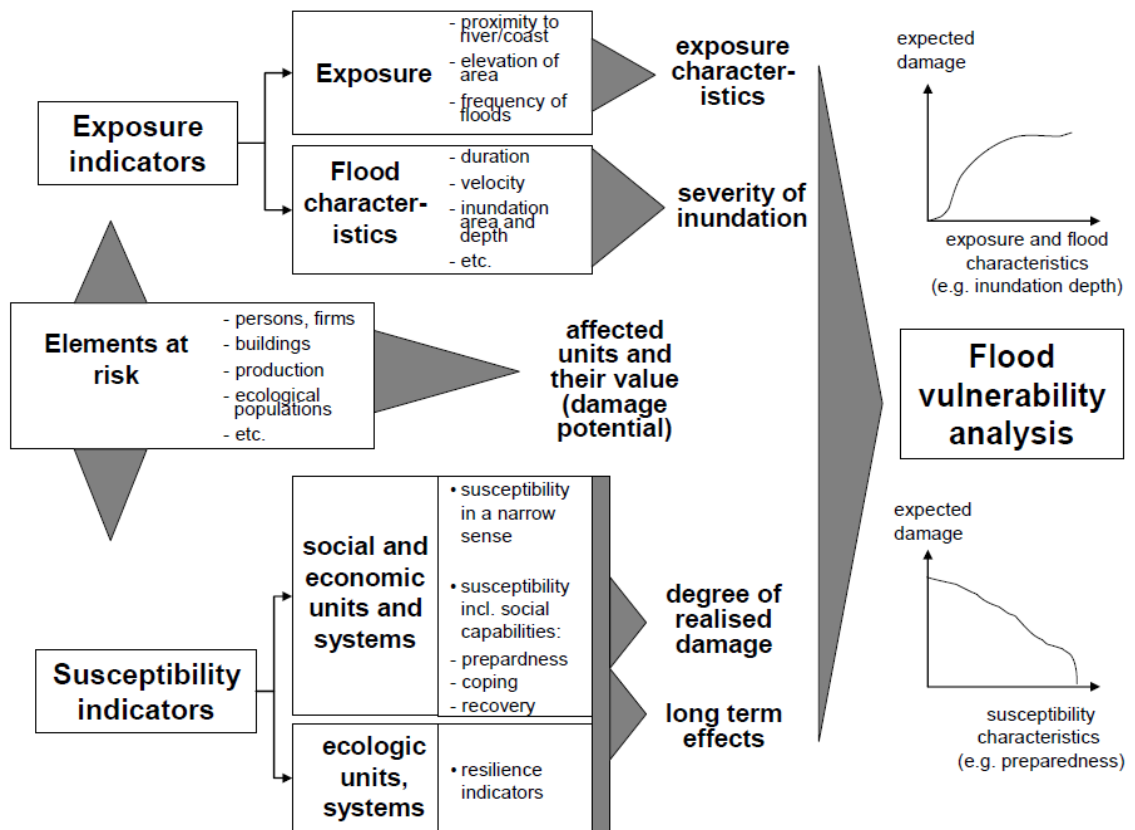 Exposure
indicators
Exposure
- proximity to
river/coast
- elevation of
area
- frequency of
floods
exposure
character-
istics
Flood
character-
istics
- duration
- velocity
- inundation
area and
depth
- etc.
severity of
inundation
Elements at
risk
- persons, firms
- buildings
- production
- ecological
populations
- etc.
affected
units and
their value
(damage
potential)
Susceptibility
indicators
social and
economic
units and
systems
• susceptibility
in a narrow
sense
• susceptibility
incl. social
capabilities:
- prepardness
- coping
- recovery
degree of
realised
damage
ecologic
units,
systems
• resilience
indicators
long term
effects
expected
damage
exposure and flood
characteristics
(e.g. inundation depth)
Flood
vulnerability
analysis
expected
damage
susceptibility
characteristics
(e.g. preparedness)